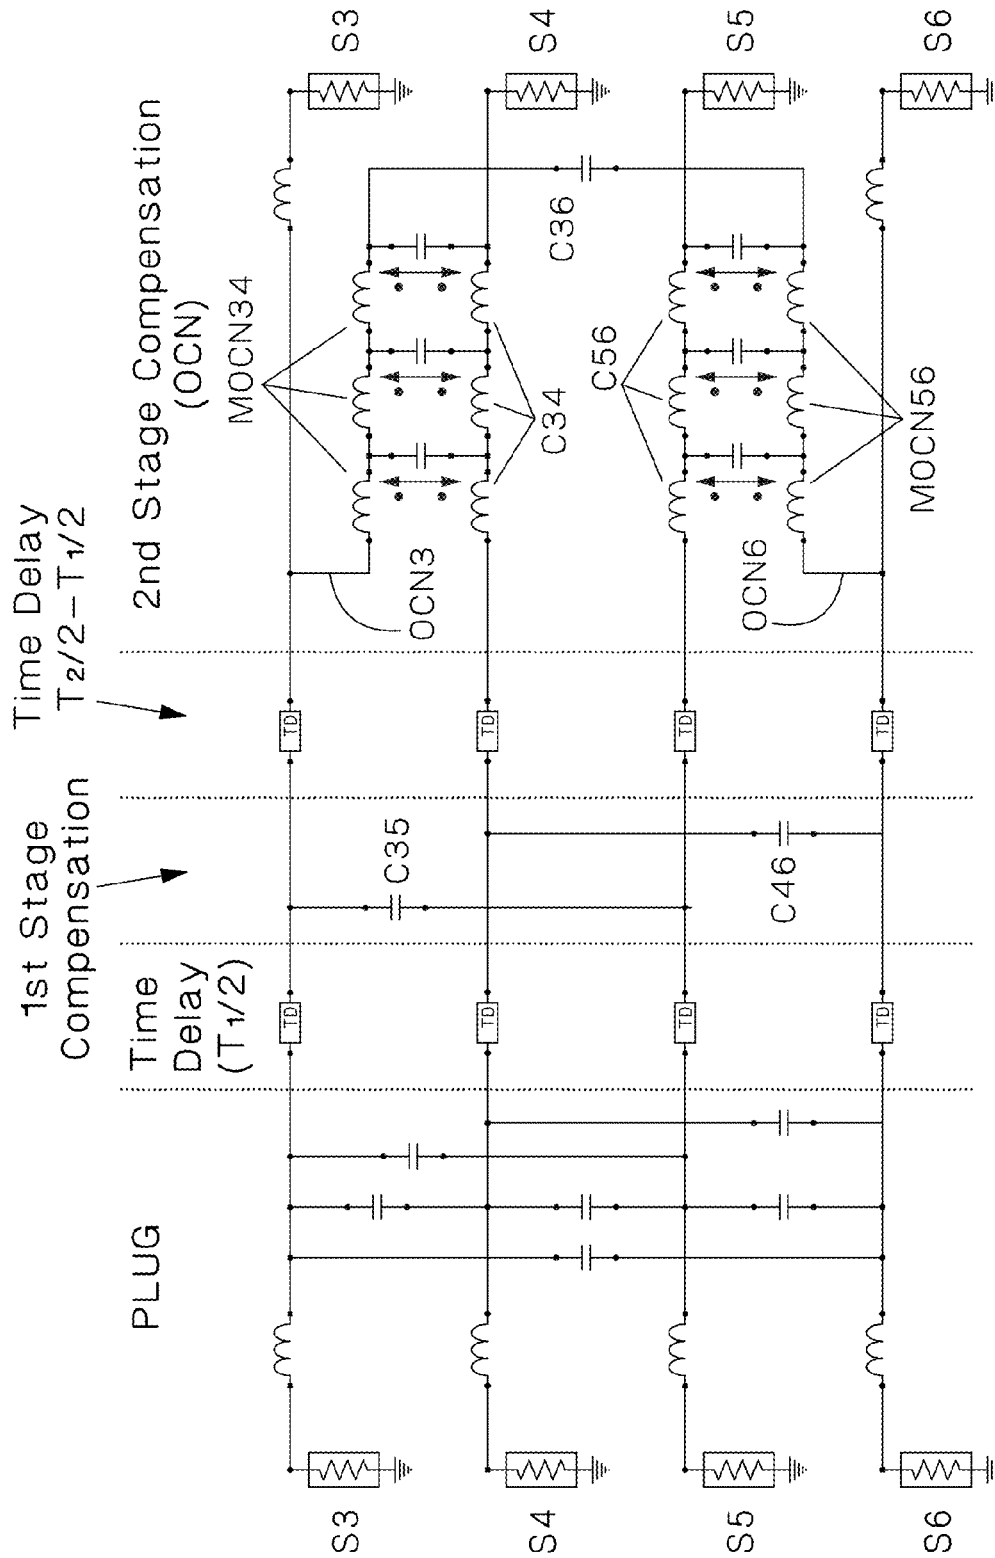 PLUG
Time
Delay
(T1/2)
1st Stage
Compensation
Time Delay
T2/2-T1/2
2nd Stage Compensation
(OCN)
S3
S3
S4
S4
S5
S5
S6
S6
TD
TD
TD
TD
TD
TD
TD
TD
C35
C46
OCN3
MOCN34
C34
C36
C56
OCN6
MOCN56